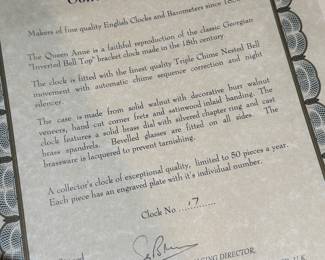 Makers of fine quality English Clocks and Barometers since
The Queen Anne is a faithful reproduction of the classic Georgian
"Inverted Bell Top" bracket clock made in the 18th century
The clock is fitted with the finest quality Triple Chime Nested Bell
movement with automatic chime sequence correction and night
silencer.
The case is made from solid walnut with decorative burr walnut
veneers, hand cut corner frets and satinwood inlaid banding. The
clock features a solid brass dial with silvered chapter ring and cast
brass spandrels. Bevelled glasses are fitted on all sides. The
brassware is lacquered to prevent tarnishing.
A collector's clock of exceptional quality, limited to 50 pieces a year.
Each piece has an engraved plate with it's individual number.
Clock No. 17
DIRECTOR,
U.K.